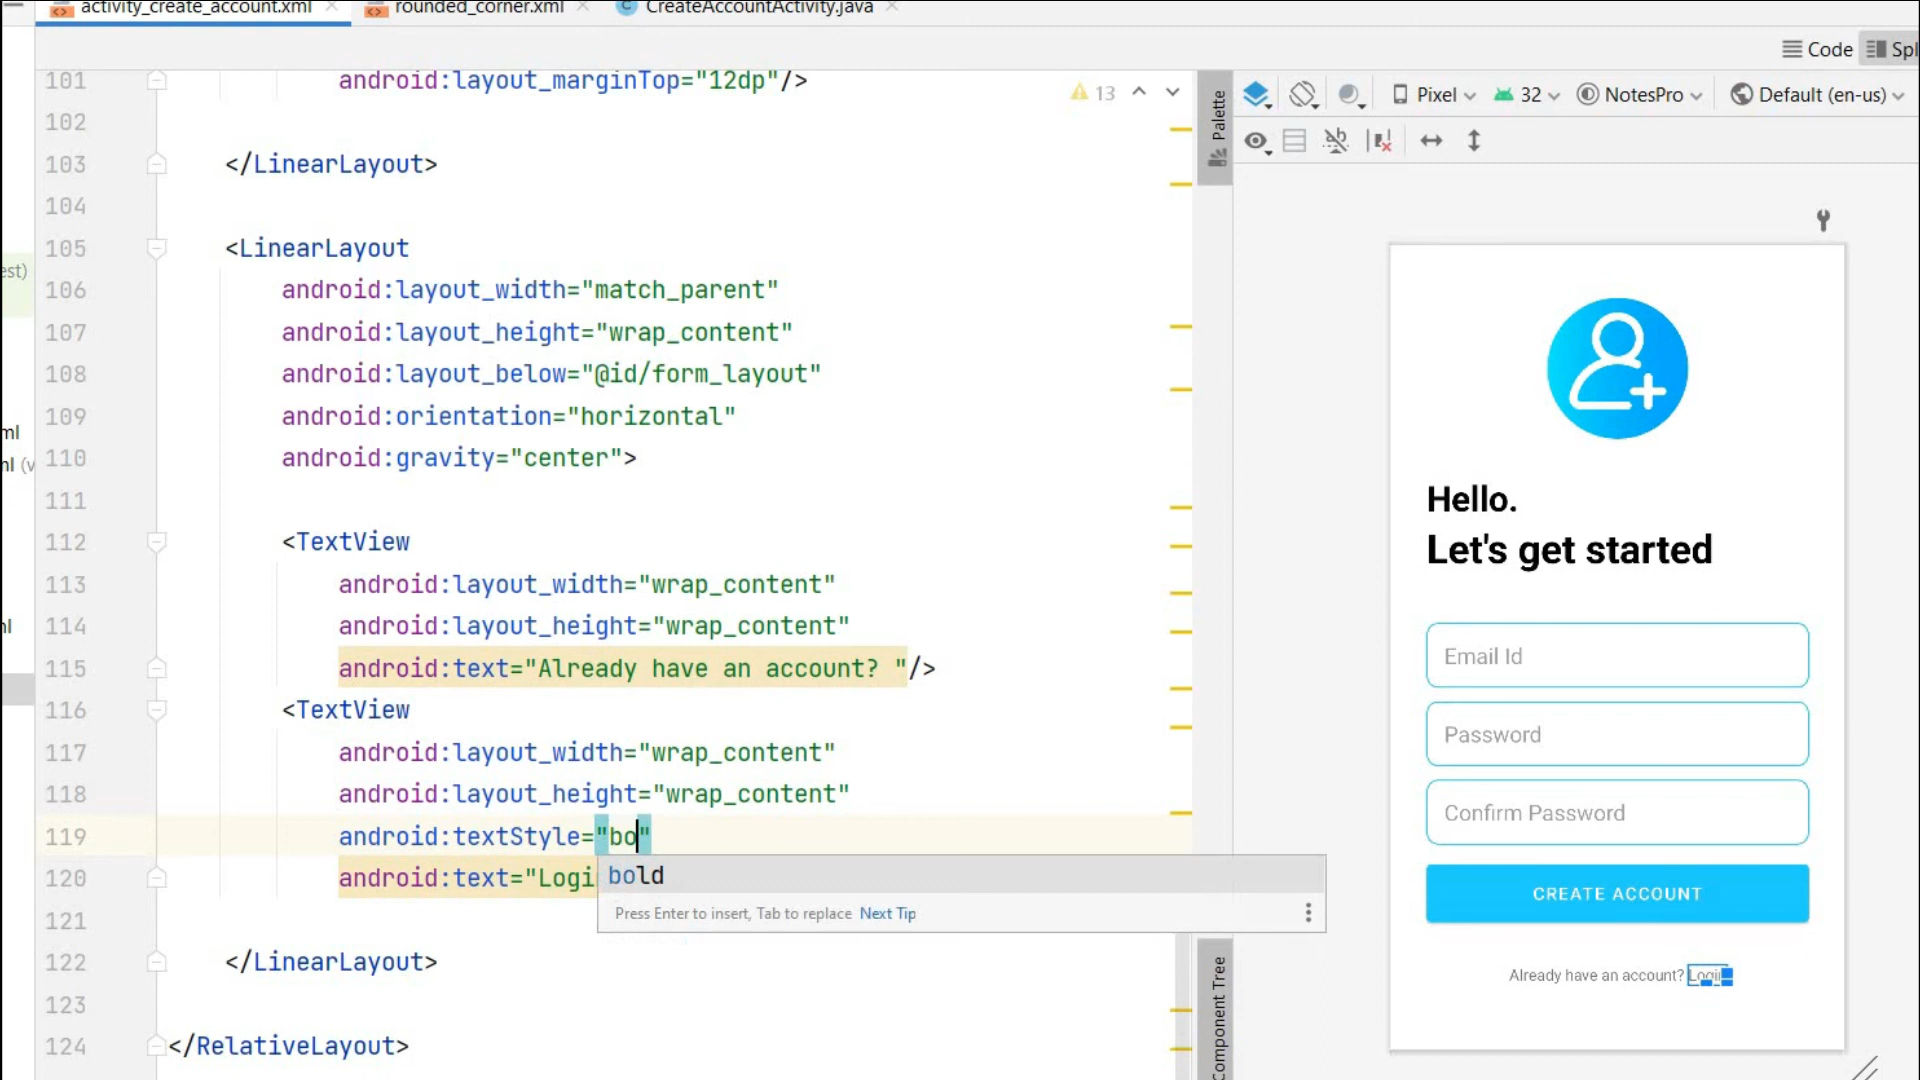 activity_create_account.xml
rounded_corner.xml
CreateAccountActivity.java
Code
Spl
101 android:layout_marginTop="12dp"/>
13
102
103 </LinearLayout>
104
105 <LinearLayout
106 android:layout_width="match_parent"
107 android:layout_height="wrap_content"
108 android:layout_below="@id/form_layout"
109 android:orientation="horizontal"
110 android:gravity="center">
111
112 <TextView
113 android:layout_width="wrap_content"
114 android:layout_height="wrap_content"
115 android:text="Already have an account? "/>
116 <TextView
117 android:layout_width="wrap_content"
118 android:layout_height="wrap_content"
119 android:textStyle="bo"
120 android:text="Logi
bold
Press Enter to insert, Tab to replace Next Tip
121
122 </LinearLayout>
123
124 </RelativeLayout>
est)
ml
Palette
Component Tree
Pixel
32
NotesPro
Default (en-us)
Hello.
Let's get started
Email Id
Password
Confirm Password
CREATE ACCOUNT
Already have an account? Login